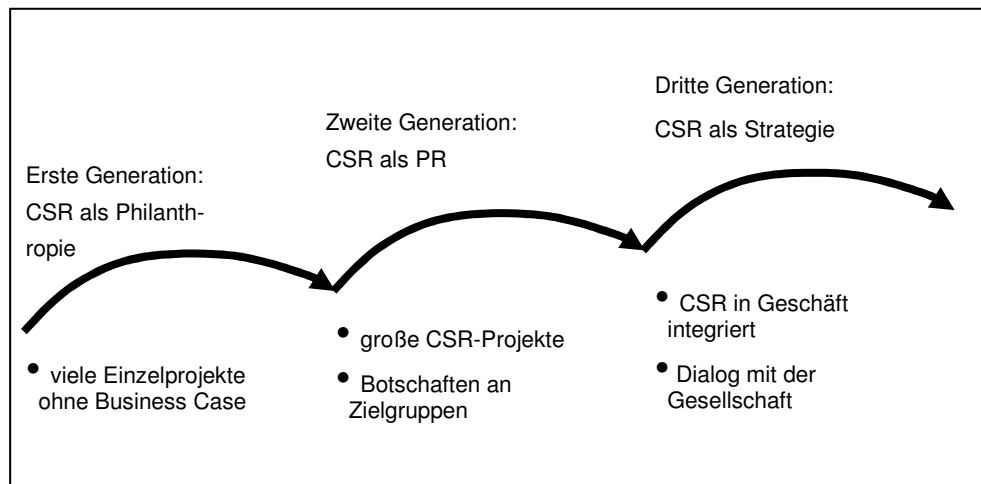 Erste Generation:
CSR als Philanth-
ropie
• viele Einzelprojekte
ohne Business Case
Zweite Generation:
CSR als PR
• große CSR-Projekte
• Botschaften an
Zielgruppen
Dritte Generation:
CSR als Strategie
• CSR in Geschäft
integriert
• Dialog mit der
Gesellschaft